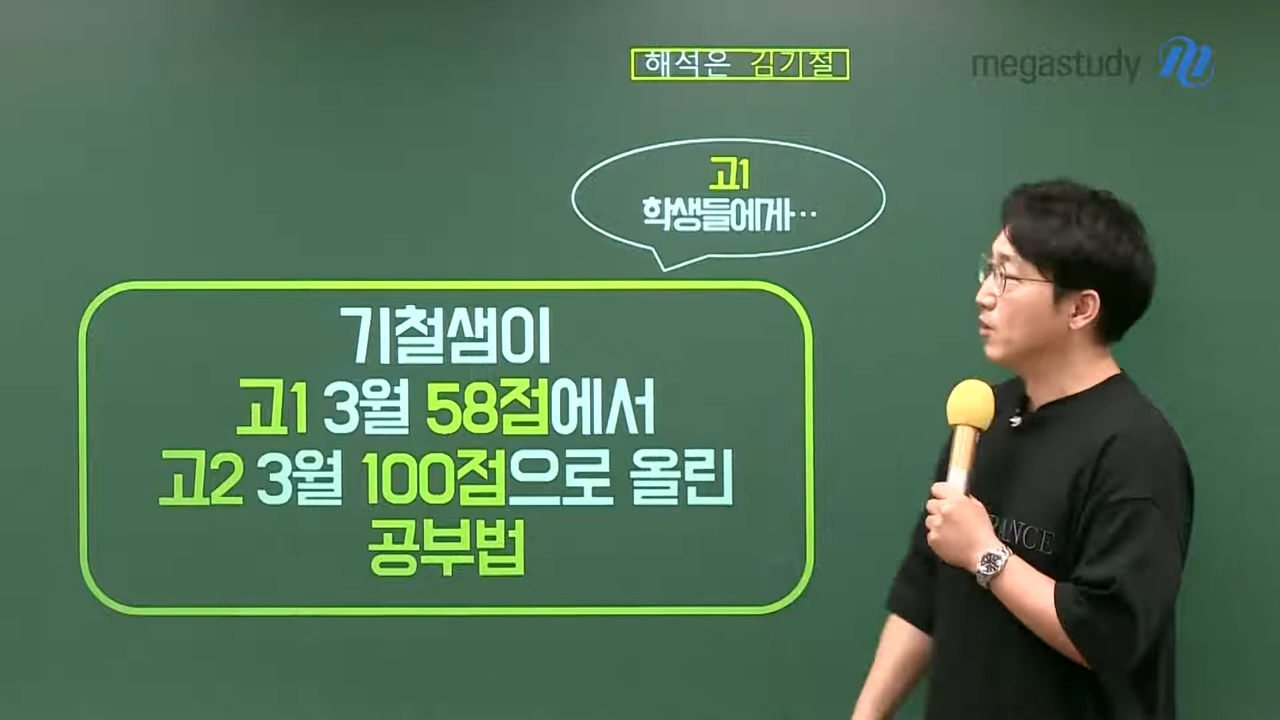 해석은 김기철
megastudy
고1
학생들에게…
기철샘이
고1 3월 58점에서
고2 3월 100점으로 올린
공부법
RANCE